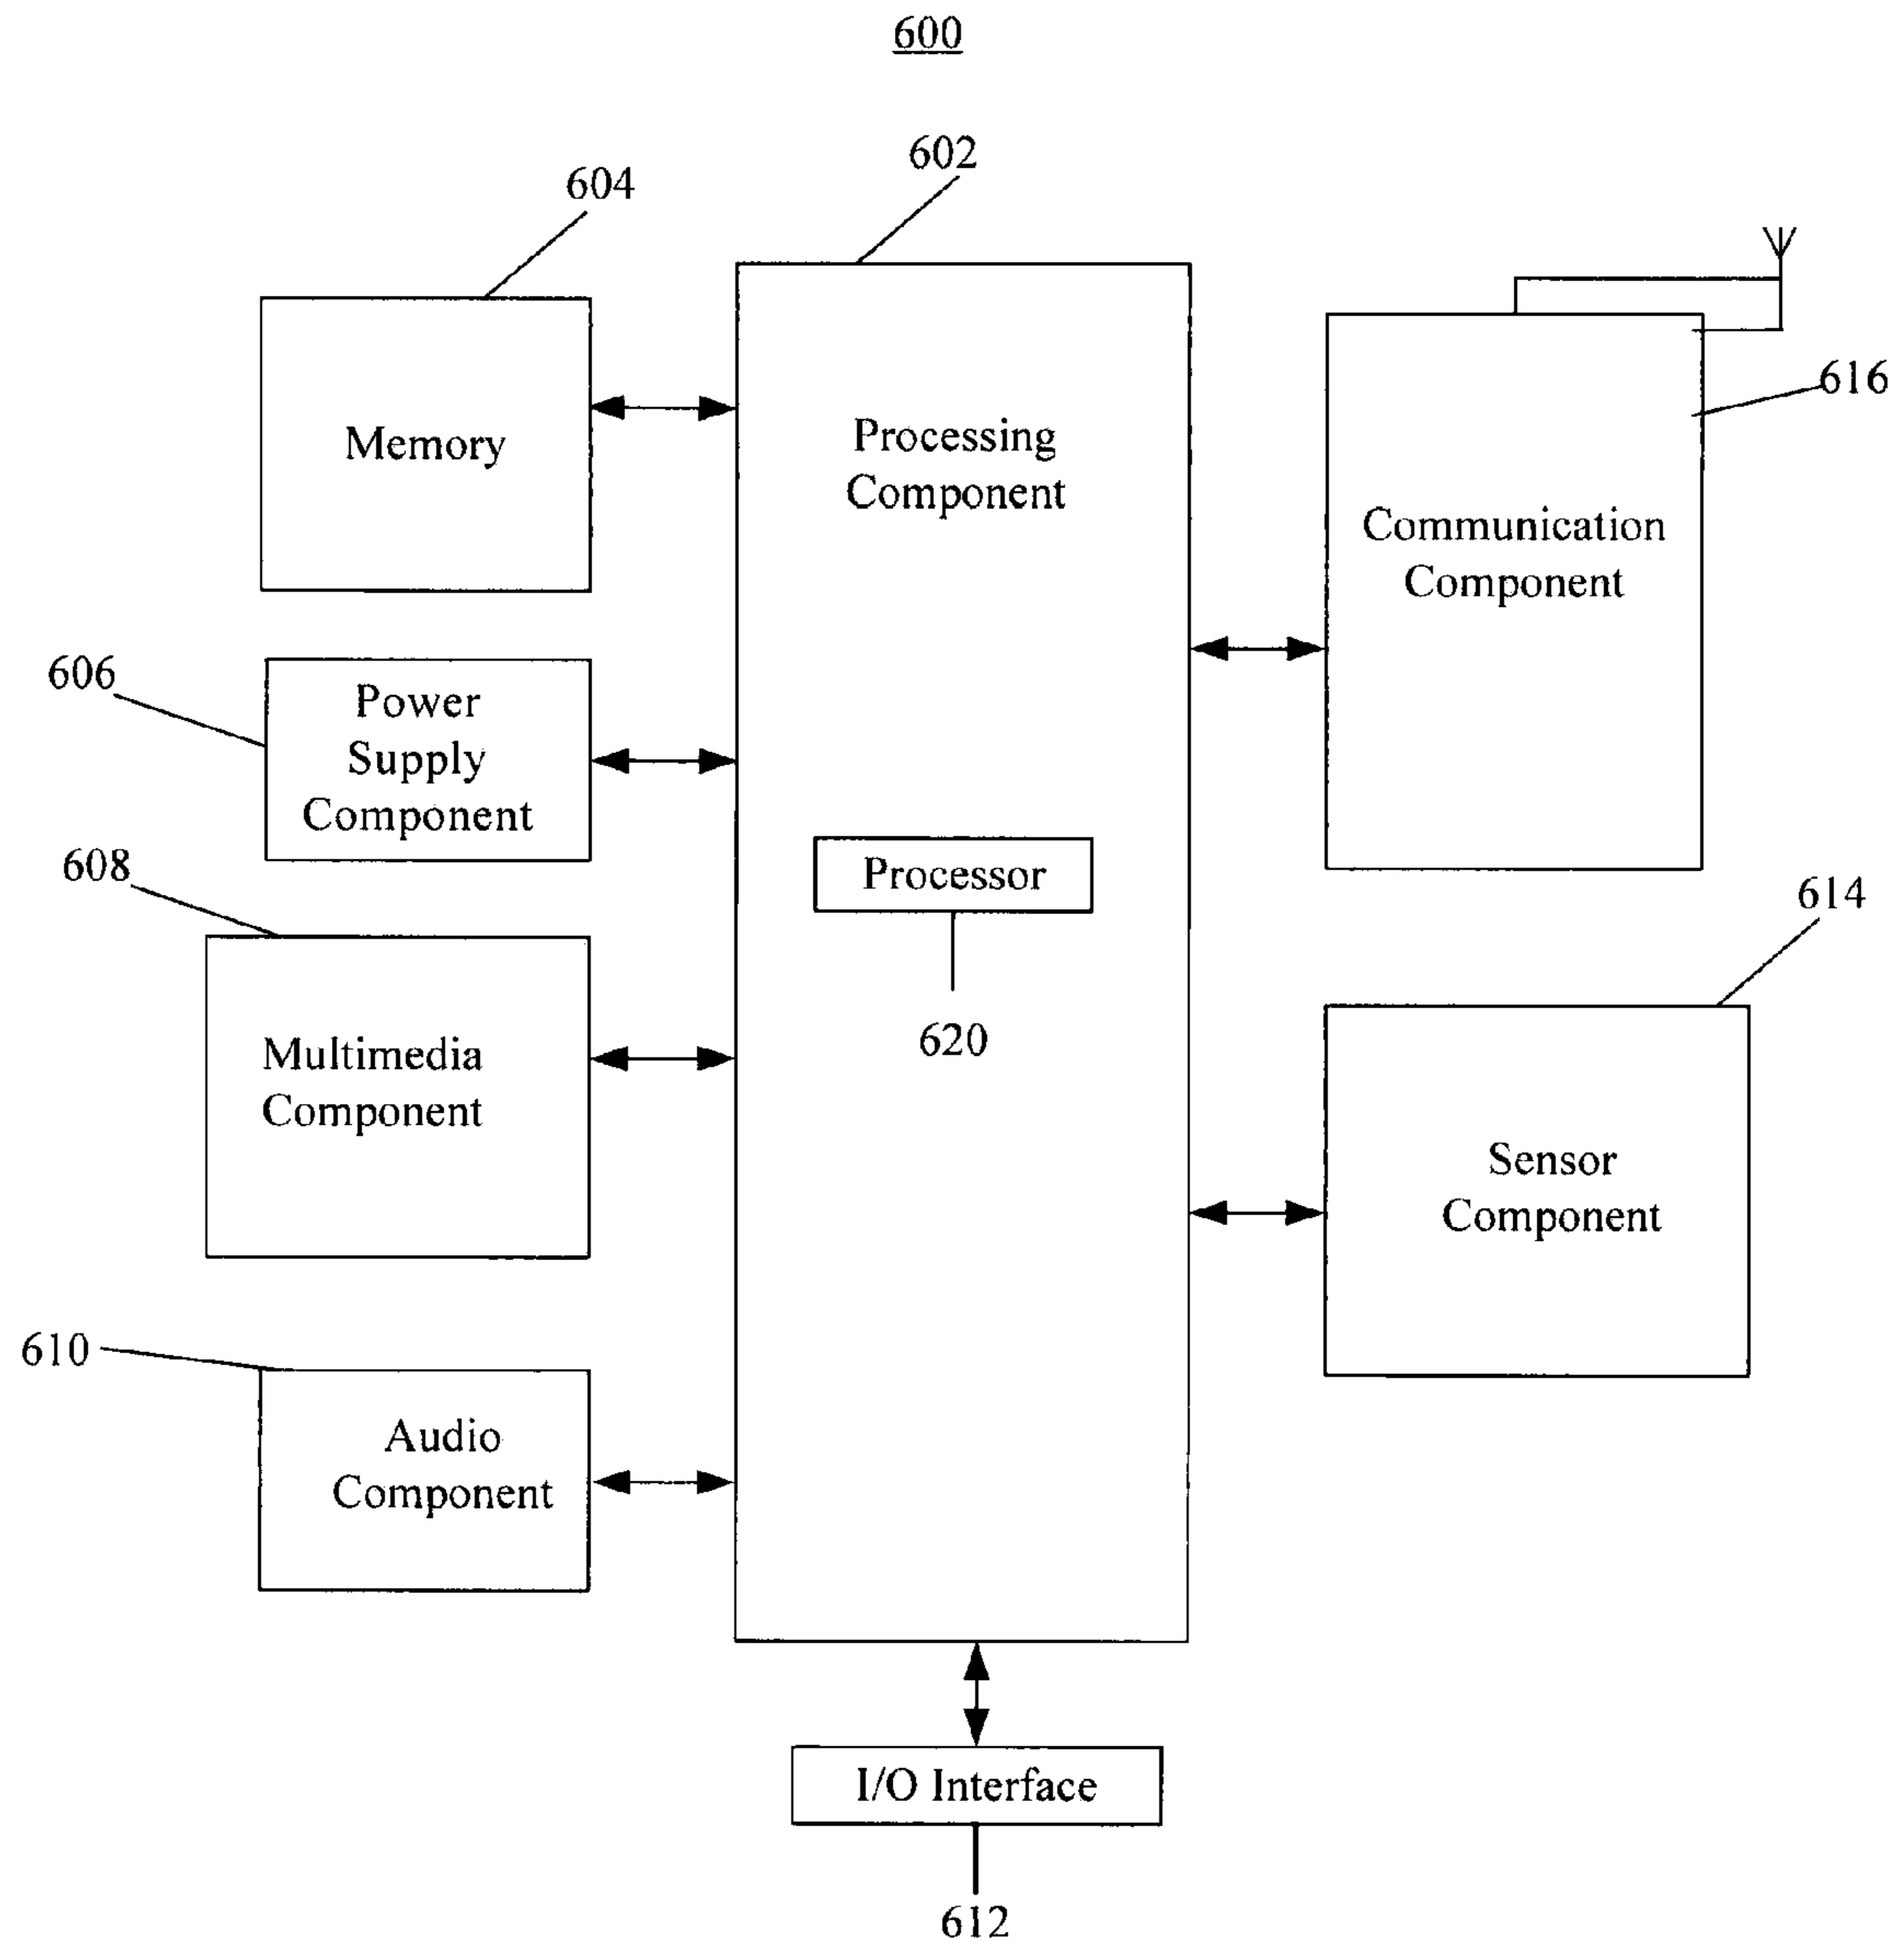 600
602
604
Memory
Processing
Component
616
Communication
Component
606
Power
Supply
Component
608
Processor
620
614
Multimedia
Component
Sensor
Component
610
Audio
Component
I/O Interface
612